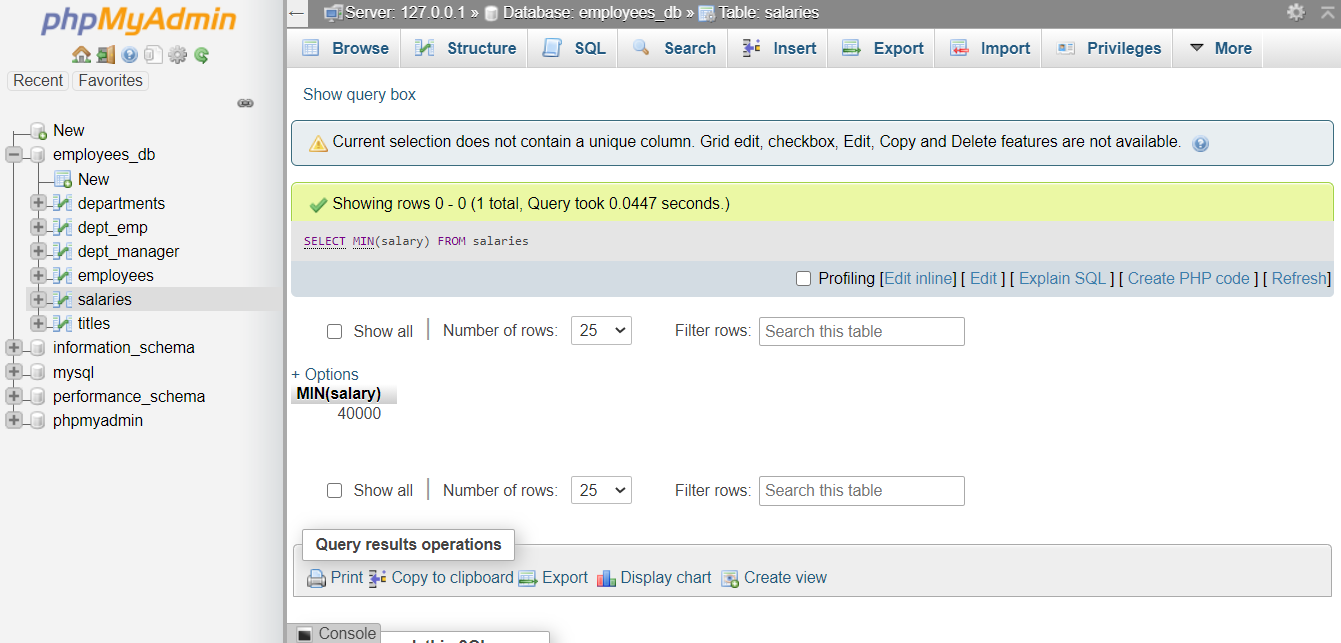 phpMyAdmin
Recent Favorites
New
employees_db
New
departments
dept_emp
dept_manager
employees
salaries
titles
information_schema
mysql
performance_schema
phpmyadmin
Server: 127.0.0.1 » Database: employees_db » Table: salaries
Browse Structure SQL Search Insert Export Import Privileges More
Show query box
Current selection does not contain a unique column. Grid edit, checkbox, Edit, Copy and Delete features are not available.
Showing rows 0 - 0 (1 total, Query took 0.0447 seconds.)
SELECT MIN(salary) FROM salaries
Profiling [Edit inline] [ Edit ] [ Explain SQL ] [ Create PHP code ] [ Refresh]
Show all Number of rows: 25 Filter rows: Search this table
+ Options
MIN(salary)
40000
Show all Number of rows: 25 Filter rows: Search this table
Query results operations
Print Copy to clipboard Export Display chart Create view
Console